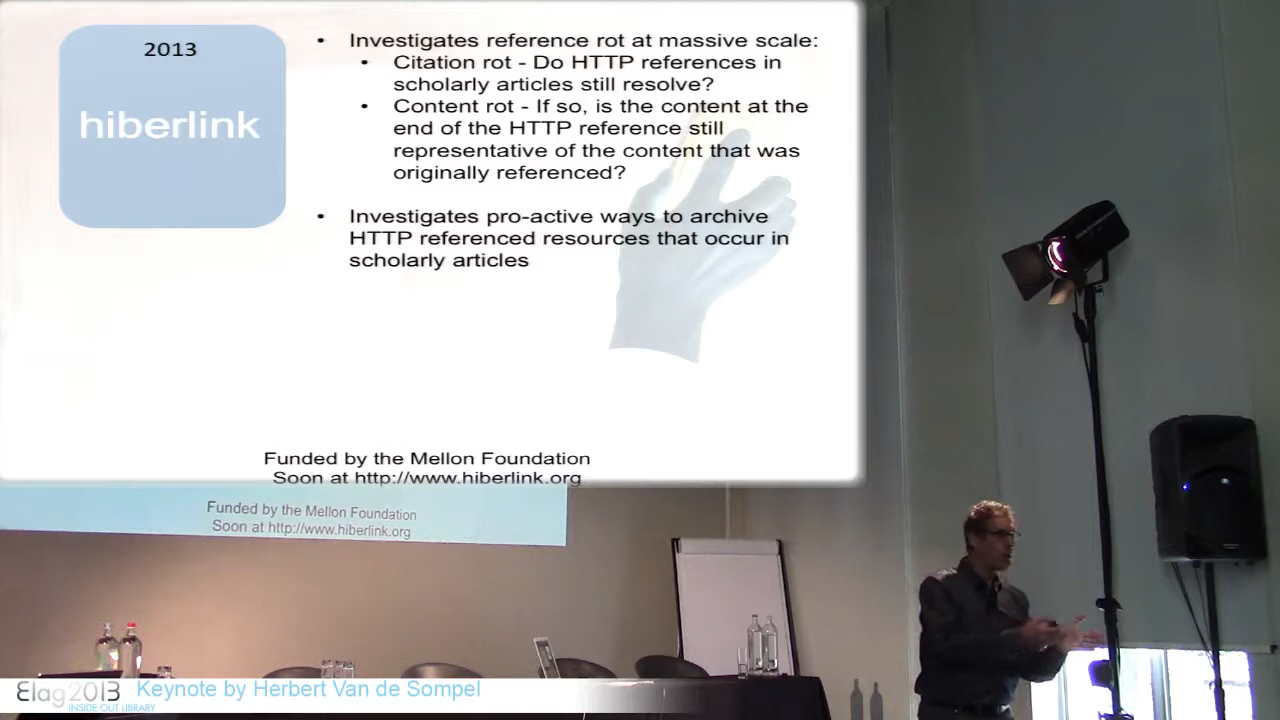 2013
hiberlink
• Investigates reference rot at massive scale:
• Citation rot - Do HTTP references in
scholarly articles still resolve?
• Content rot - If so, is the content at the
end of the HTTP reference still
representative of the content that was
originally referenced?
• Investigates pro-active ways to archive
HTTP referenced resources that occur in
scholarly articles
Funded by the Mellon Foundation
Soon at http://www.hiberlink.org
Funded by the Mellon Foundation
Soon at http://www.hiberlink.org
Elag2013 Keynote by Herbert Van de Sompel
INSIDE OUT LIBRARY